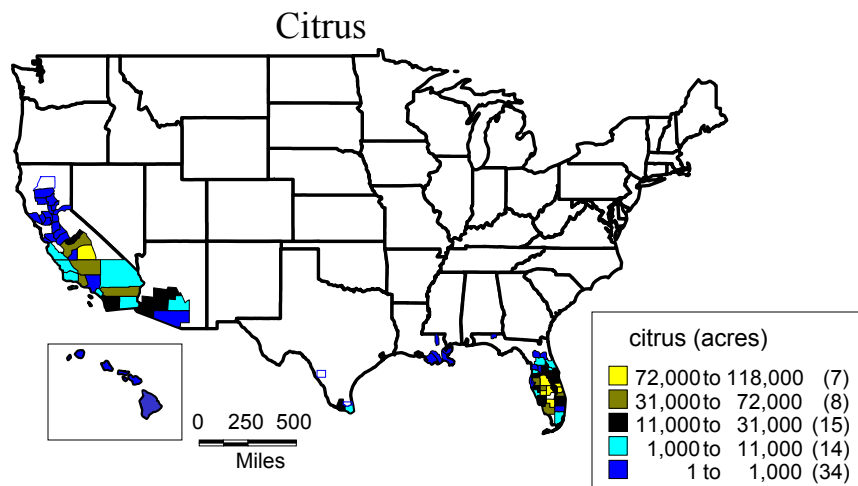 Citrus
citrus (acres)
72,000 to 118,000 (7)
31,000 to 72,000 (8)
11,000 to 31,000 (15)
1,000 to 11,000 (14)
1 to 1,000 (34)
0 250 500
Miles